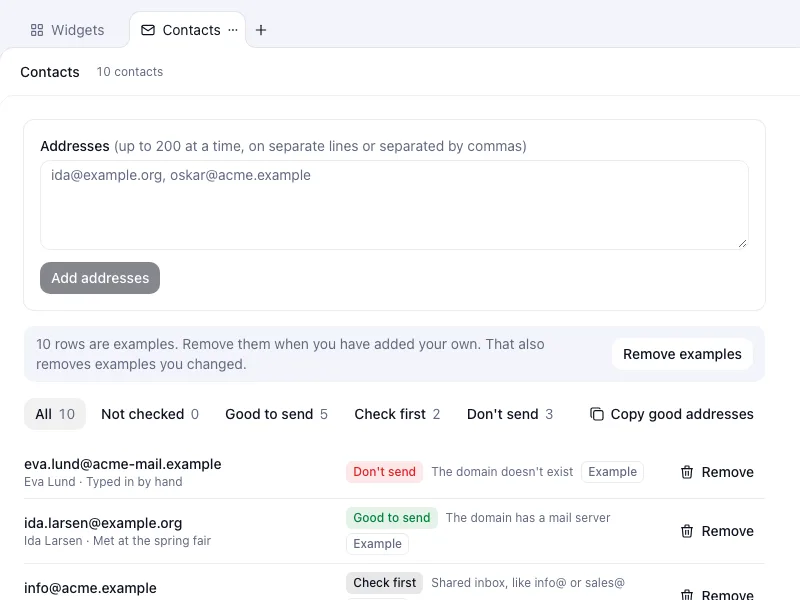 Widgets
Contacts
Contacts 10 contacts
Addresses (up to 200 at a time, on separate lines or separated by commas)
ida@example.org, oskar@acme.example
Add addresses
10 rows are examples. Remove them when you have added your own. That also
removes examples you changed.
Remove examples
All 10 Not checked 0 Good to send 5 Check first 2 Don't send 3 Copy good addresses
eva.lund@acme-mail.example
Eva Lund · Typed in by hand
Don't send The domain doesn't exist Example Remove
ida.larsen@example.org
Ida Larsen · Met at the spring fair
Good to send The domain has a mail server
Example
Remove
info@acme.example
Check first Shared inbox, like info@ or sales@
Remove